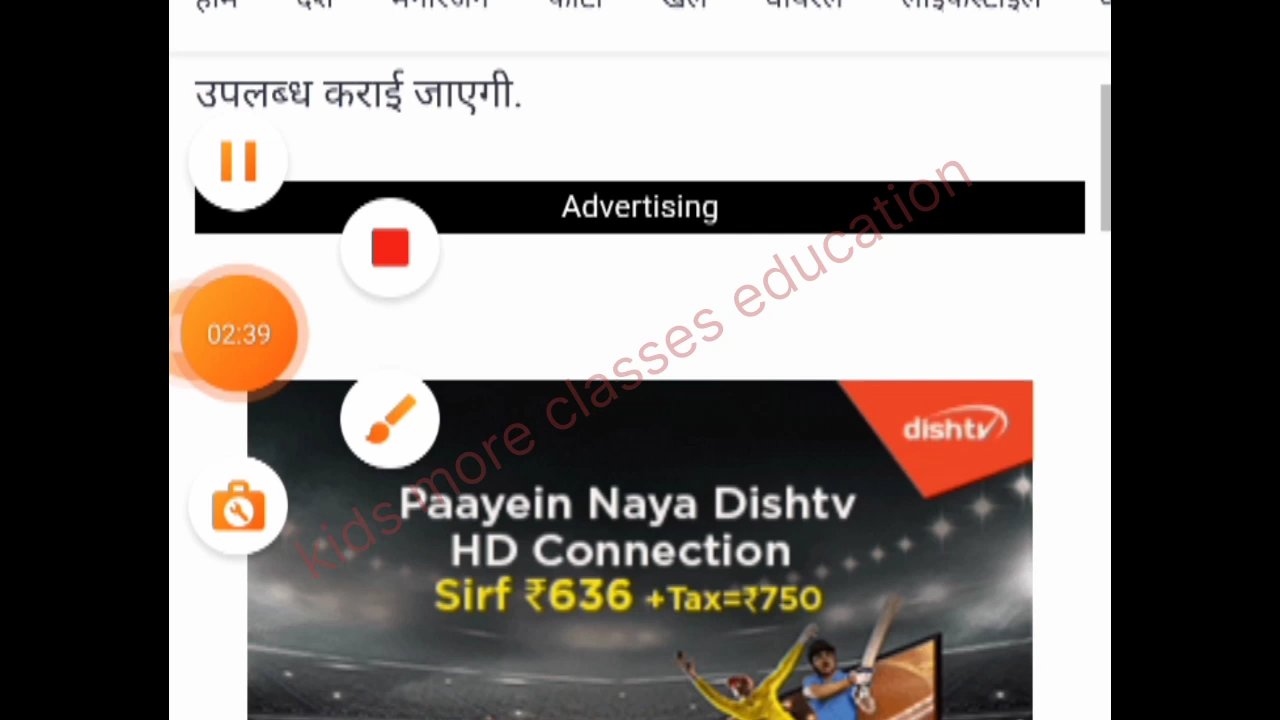 उपलब्ध कराई जाएगी.
Advertising
02:39
dishtv
Paayein Naya Dishtv
HD Connection
Sirf ₹636 +Tax=₹750
kids more classes education